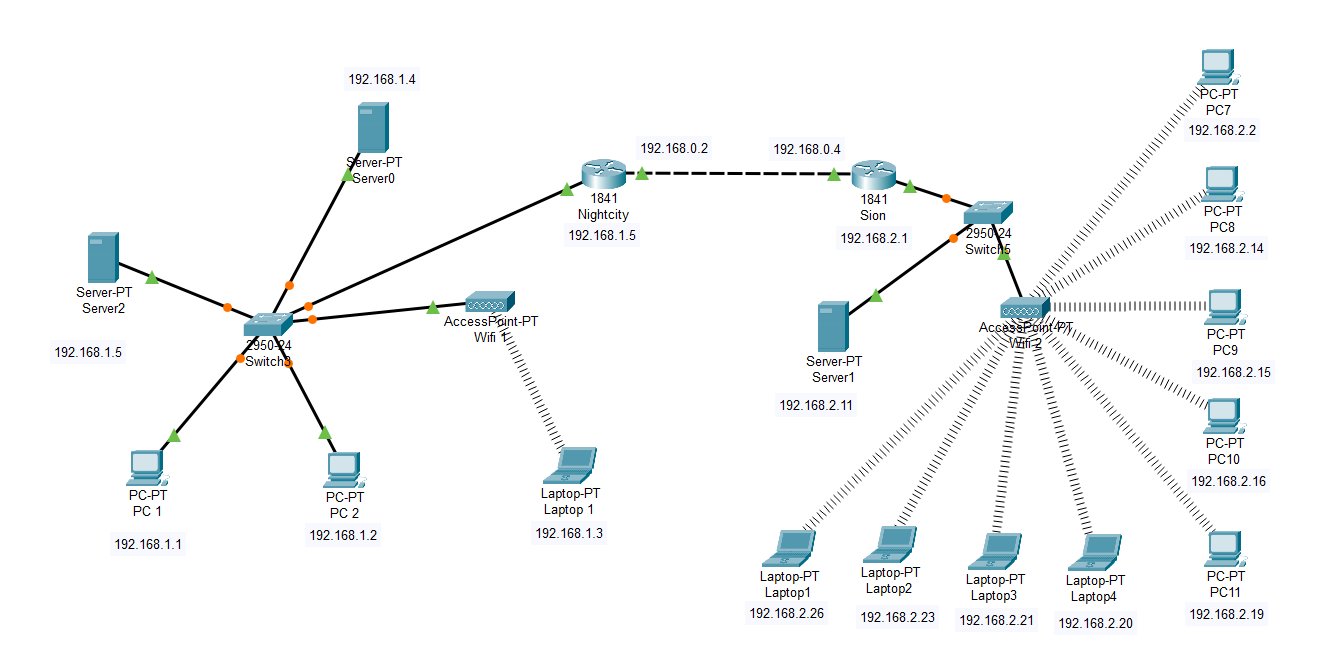 192.168.1.4
Server-PT
Server0
Server-PT
Server2
192.168.1.5
2950-24
Switch3
PC-PT
PC 1
192.168.1.1
PC-PT
PC 2
192.168.1.2
AccessPoint-PT
Wifi 1
Laptop-PT
Laptop 1
192.168.1.3
1841
Nightcity
192.168.1.5
192.168.0.2
192.168.0.4
1841
Sion
192.168.2.1
2950-24
Switch5
Server-PT
Server1
192.168.2.11
AccessPoint-PT
Wifi 2
PC-PT
PC7
192.168.2.2
PC-PT
PC8
192.168.2.14
PC-PT
PC9
192.168.2.15
PC-PT
PC10
192.168.2.16
PC-PT
PC11
192.168.2.19
Laptop-PT
Laptop1
192.168.2.26
Laptop-PT
Laptop2
192.168.2.23
Laptop-PT
Laptop3
192.168.2.21
Laptop-PT
Laptop4
192.168.2.20